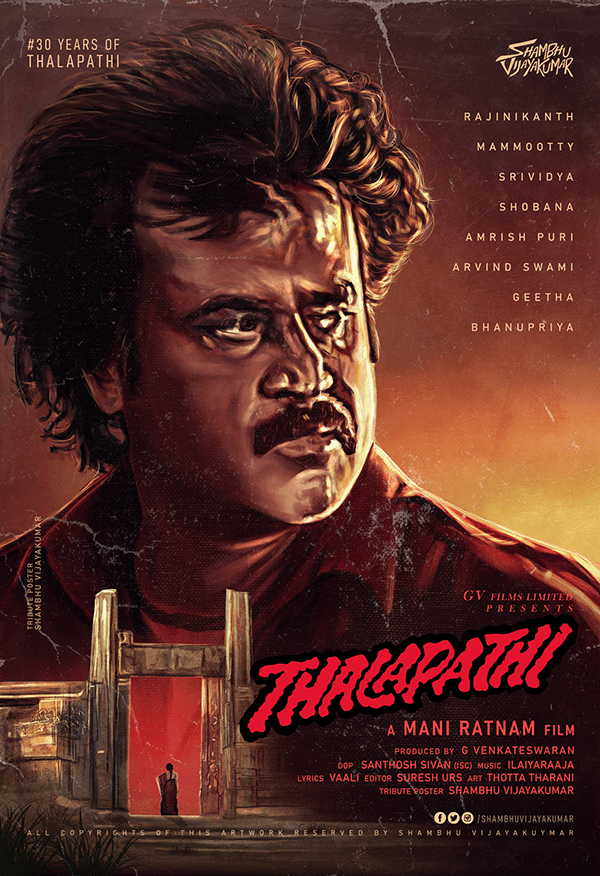 #30 YEARS OF
THALAPATHI
SHAMBHU
VIJAYAKUMAR
RAJINIKANTH
MAMMOOTTY
SRIVIDYA
SHOBANA
AMRISH PURI
ARVIND SWAMI
GEETHA
BHANUPRIYA
TRIBUTE POSTER
SHAMBHU VIJAYAKUMAR
GV FILMS LIMITED
PRESENTS
THALAPATHI
A MANI RATNAM FILM
PRODUCED BY G VENKATESWARAN
DOP SANTHOSH SIVAN (ISC) MUSIC ILAIYARAAJA
LYRICS VAALI EDITOR SURESH URS ART THOTTA THARANI
TRIBUTE POSTER SHAMBHU VIJAYAKUMAR
/SHAMBHUVIJAYAKUMAR
ALL COPYRIGHTS OF THIS ARTWORK RESERVED BY SHAMBHU VIJAYAKUYMAR